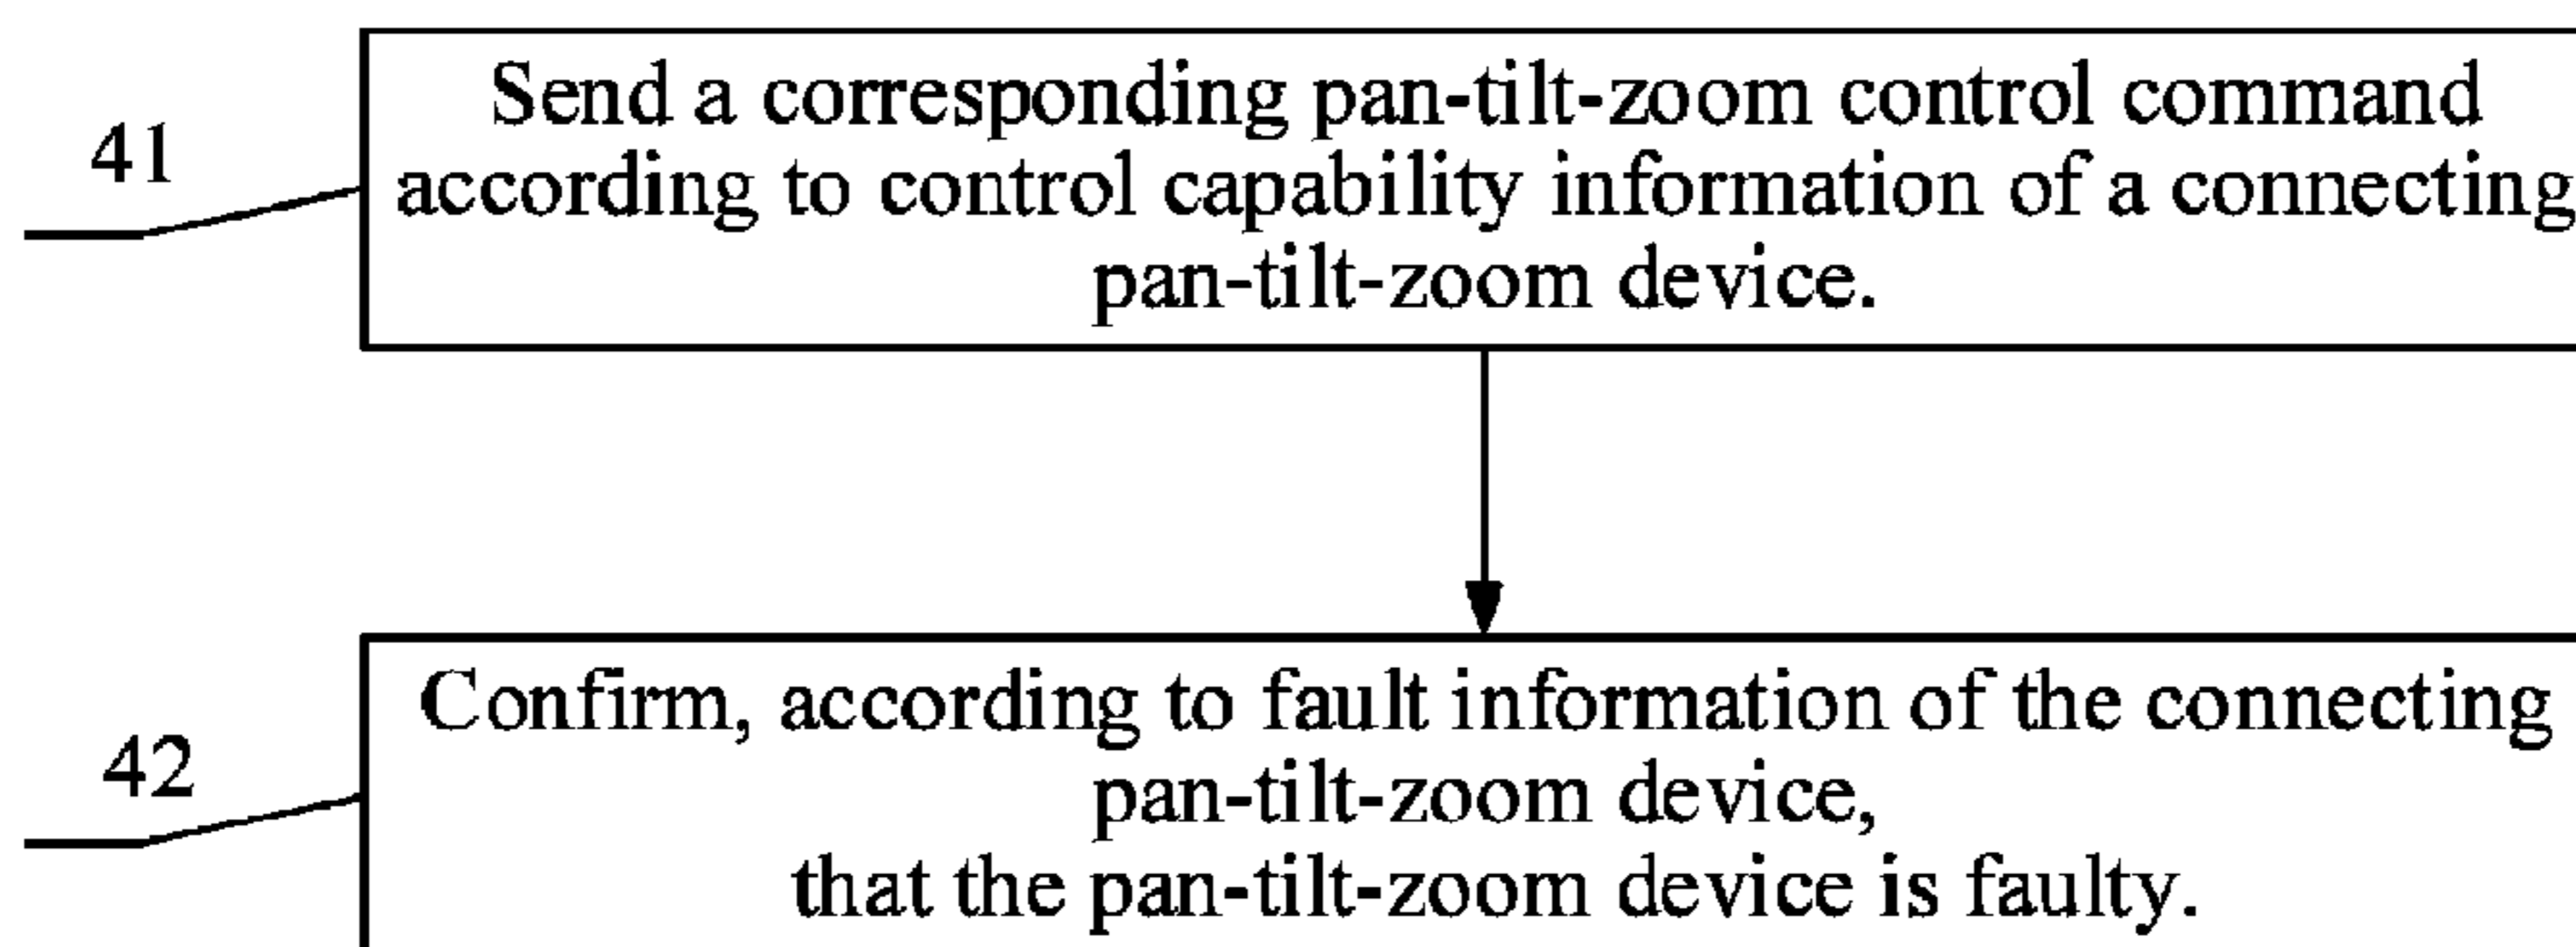 41
Send a corresponding pan-tilt-zoom control command
according to control capability information of a connecting
pan-tilt-zoom device.
42
Confirm, according to fault information of the connecting
pan-tilt-zoom device,
that the pan-tilt-zoom device is faulty.